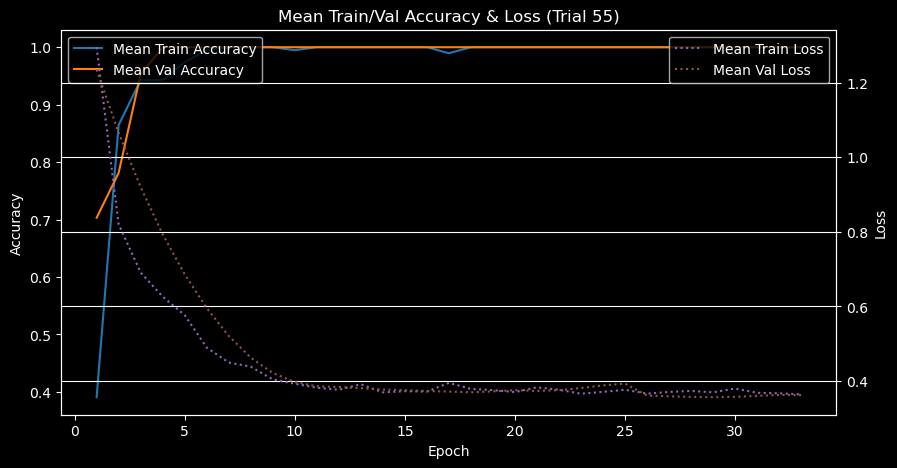 Mean Train/Val Accuracy & Loss (Trial 55)
Mean Train Accuracy
Mean Val Accuracy
Mean Train Loss
Mean Val Loss
1.0
0.9
0.8
0.7
0.6
0.5
0.4
Accuracy
1.2
1.0
0.8
0.6
0.4
Loss
0 5 10 15 20 25 30
Epoch